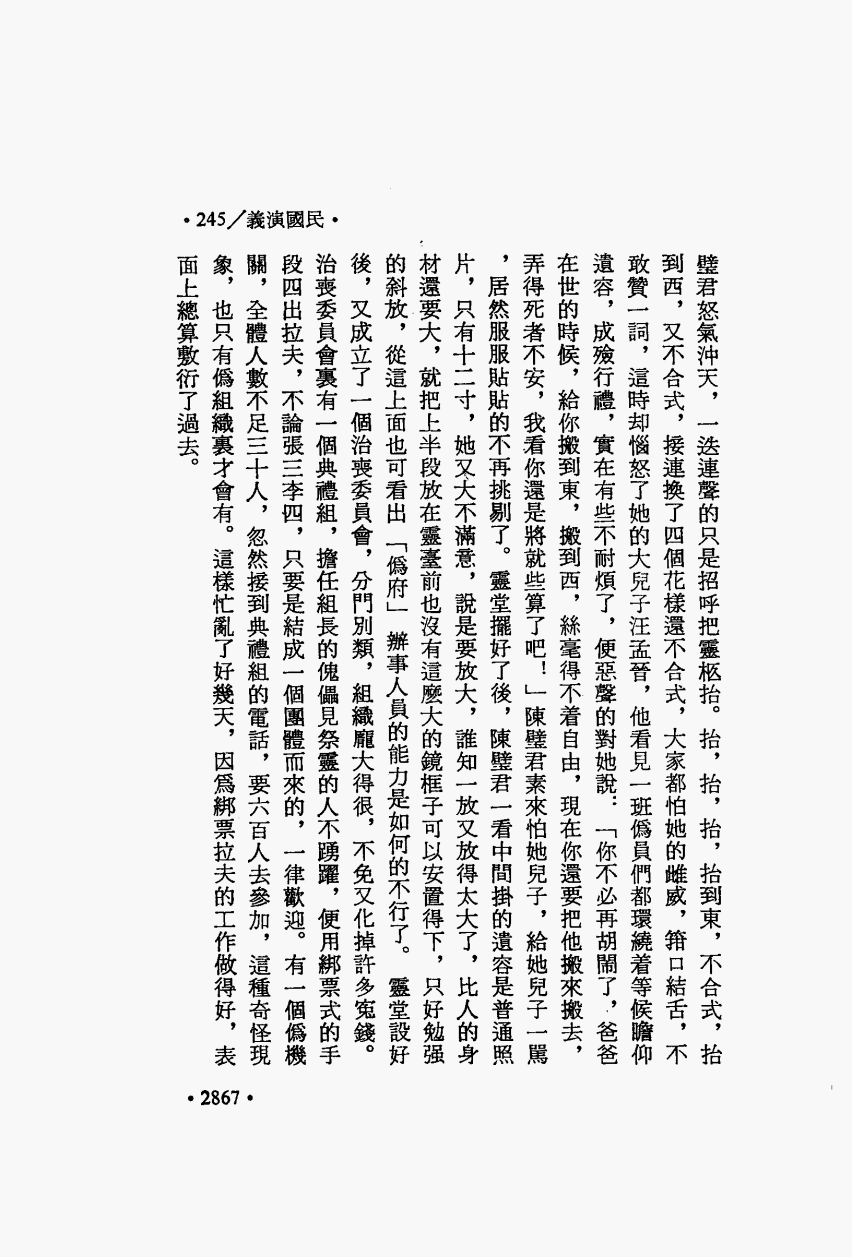 •245╱義演國民•
璧君怒氣沖天，一迭連聲的只是招呼把靈柩抬。抬，抬，抬，抬到東，不合式，抬
到西，又不合式，接連換了四個花樣還不合式，大家都怕她的雌威，箝口結舌，不
敢贊一詞，這時却惱怒了她的大兒子汪孟晉，他看見一班僞員們都環繞着等候瞻仰
遺容，成殮行禮，實在有些不耐煩了，便惡聲的對她說：「你不必再胡鬧了，爸爸
在世的時候，給你搬到東，搬到西，絲毫得不着自由，現在你還要把他搬來搬去，
弄得死者不安，我看你還是將就些算了吧！」陳璧君素來怕她兒子，給她兒子一駡
，居然服服貼貼的不再挑剔了。靈堂擺好了後，陳璧君一看中間掛的遺容是普通照
片，只有十二寸，她又大不滿意，說是要放大，誰知一放又放得太大了，比人的身
材還要大，就把上半段放在靈臺前也沒有這麽大的鏡框子可以安置得下，只好勉强
的斜放，從這上面也可看出「僞府」辦事人員的能力是如何的不行了。靈堂設好
後，又成立了一個治喪委員會，分門別類，組織龐大得很，不免又化掉許多寃錢。
治喪委員會裏有一個典禮組，擔任組長的傀儡見祭靈的人不踴躍，便用綁票式的手
段四出拉夫，不論張三李四，只要是結成一個團體而來的，一律歡迎。有一個僞機
關，全體人數不足三十人，忽然接到典禮組的電話，要六百人去參加，這種奇怪現
象，也只有僞組織裏才會有。這樣忙亂了好幾天，因爲綁票拉夫的工作做得好，表
面上總算敷衍了過去。
•2867•